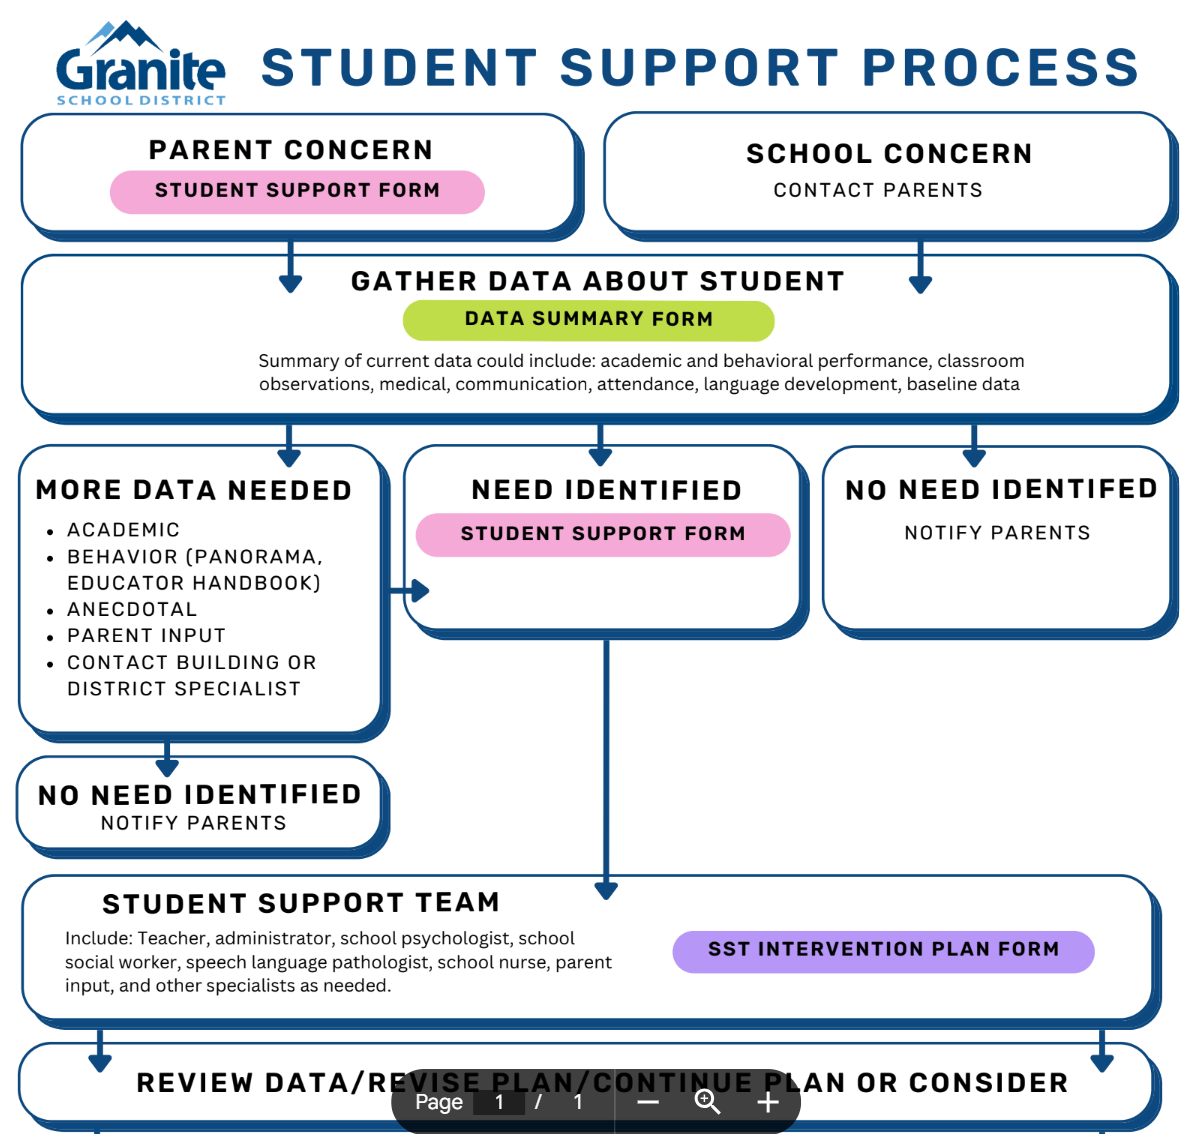 Granite
SCHOOL DISTRICT
STUDENT SUPPORT PROCESS
PARENT CONCERN
STUDENT SUPPORT FORM
SCHOOL CONCERN
CONTACT PARENTS
GATHER DATA ABOUT STUDENT
DATA SUMMARY FORM
Summary of current data could include: academic and behavioral performance, classroom
observations, medical, communication, attendance, language development, baseline data
MORE DATA NEEDED
• ACADEMIC
• BEHAVIOR (PANORAMA,
EDUCATOR HANDBOOK)
• ANECDOTAL
• PARENT INPUT
• CONTACT BUILDING OR
DISTRICT SPECIALIST
NEED IDENTIFIED
STUDENT SUPPORT FORM
NO NEED IDENTIFED
NOTIFY PARENTS
NO NEED IDENTIFIED
NOTIFY PARENTS
STUDENT SUPPORT TEAM
Include: Teacher, administrator, school psychologist, school
social worker, speech language pathologist, school nurse, parent
input, and other specialists as needed.
SST INTERVENTION PLAN FORM
REVIEW DATA/REVISE PLAN/CONTINUE PLAN OR CONSIDER
Page 1 / 1